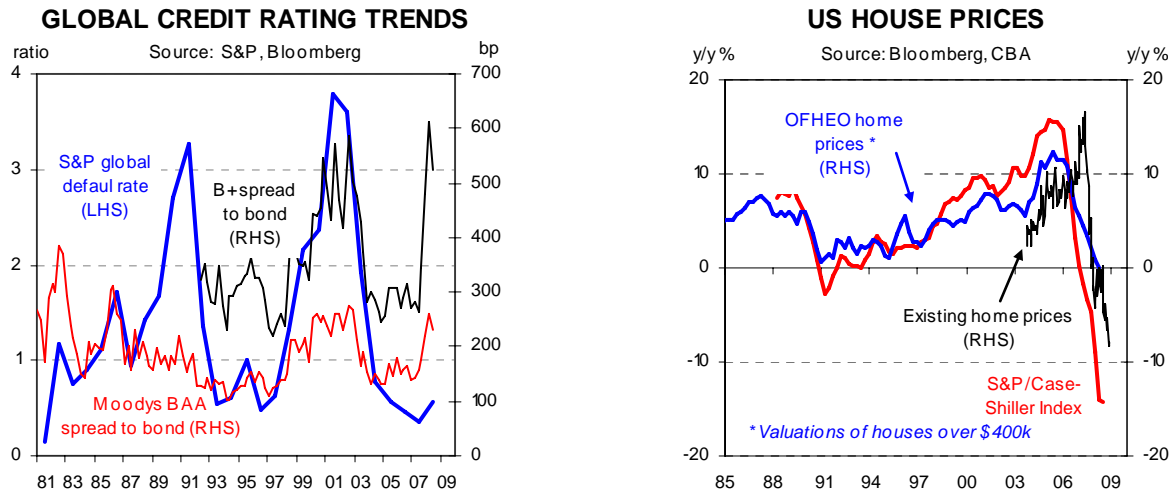 GLOBAL CREDIT RATING TRENDS
ratio
Source: S&P, Bloomberg
bp
4
3
2
1
0
700
600
500
400
300
200
100
0
S&P global
defaul rate
(LHS)
B+spread
to bond
(RHS)
Moodys BAA
spread to bond (RHS)
81 83 85 87 89 91 93 95 97 99 01 03 05 07 09
US HOUSE PRICES
y/y %
Source: Bloomberg, CBA
y/y %
20
10
0
-10
-20
20
10
0
-10
-20
OFHEO home
prices *
(RHS)
Existing home prices
(RHS)
S&P/Case-
Shiller Index
* Valuations of houses over $400k
85 88 91 94 97 00 03 06 09